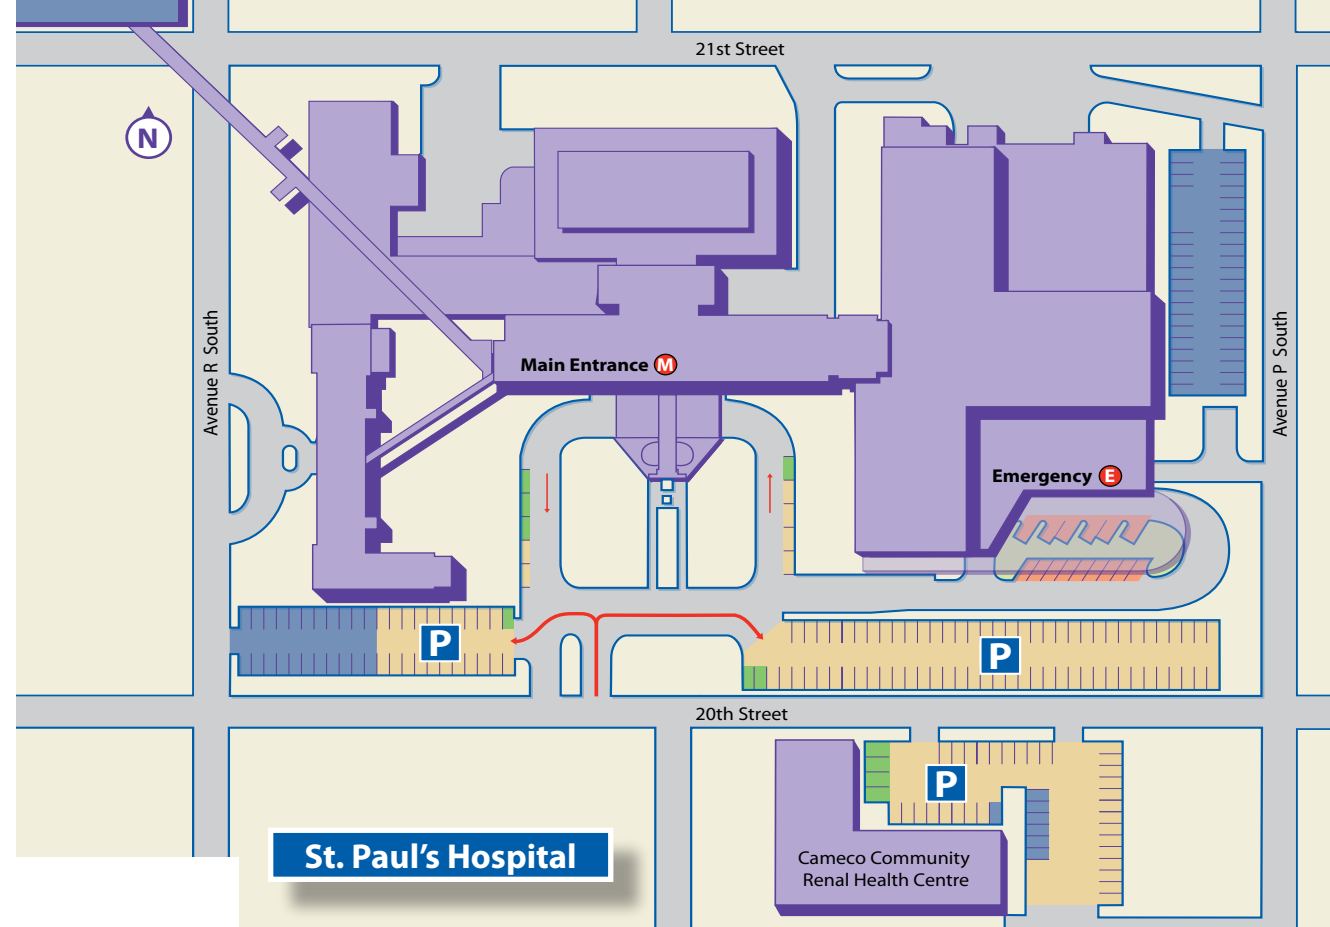 21st Street
N
Avenue R South
Avenue P South
Main Entrance M
Emergency E
P
P
20th Street
P
St. Paul's Hospital
Cameco Community
Renal Health Centre